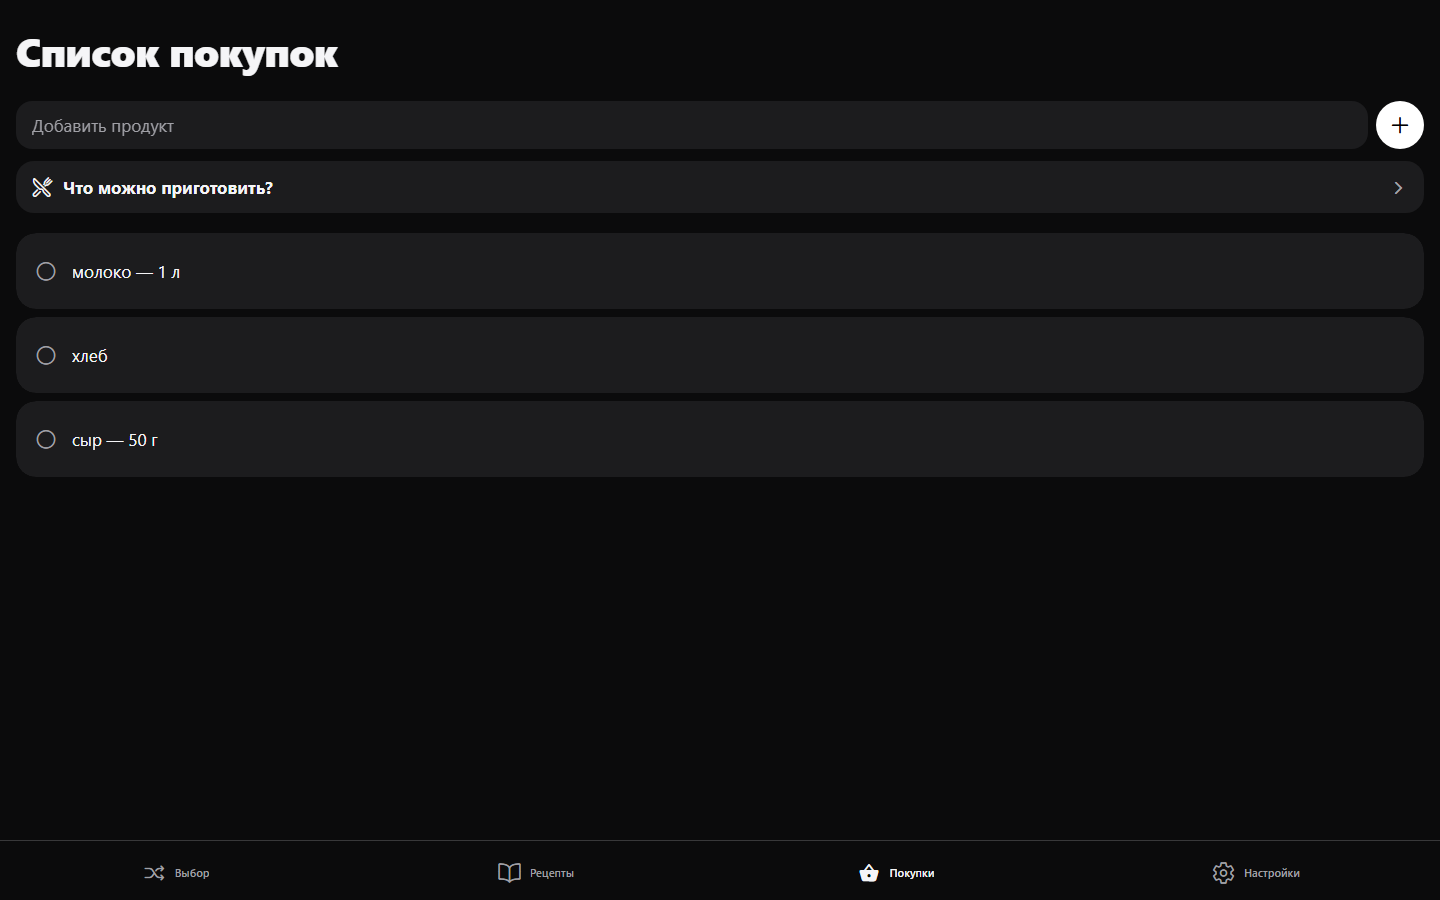 Список покупок
Добавить продукт
Что можно приготовить?
молоко — 1 л
хлеб
сыр — 50 г
Выбор
Рецепты
Покупки
Настройки